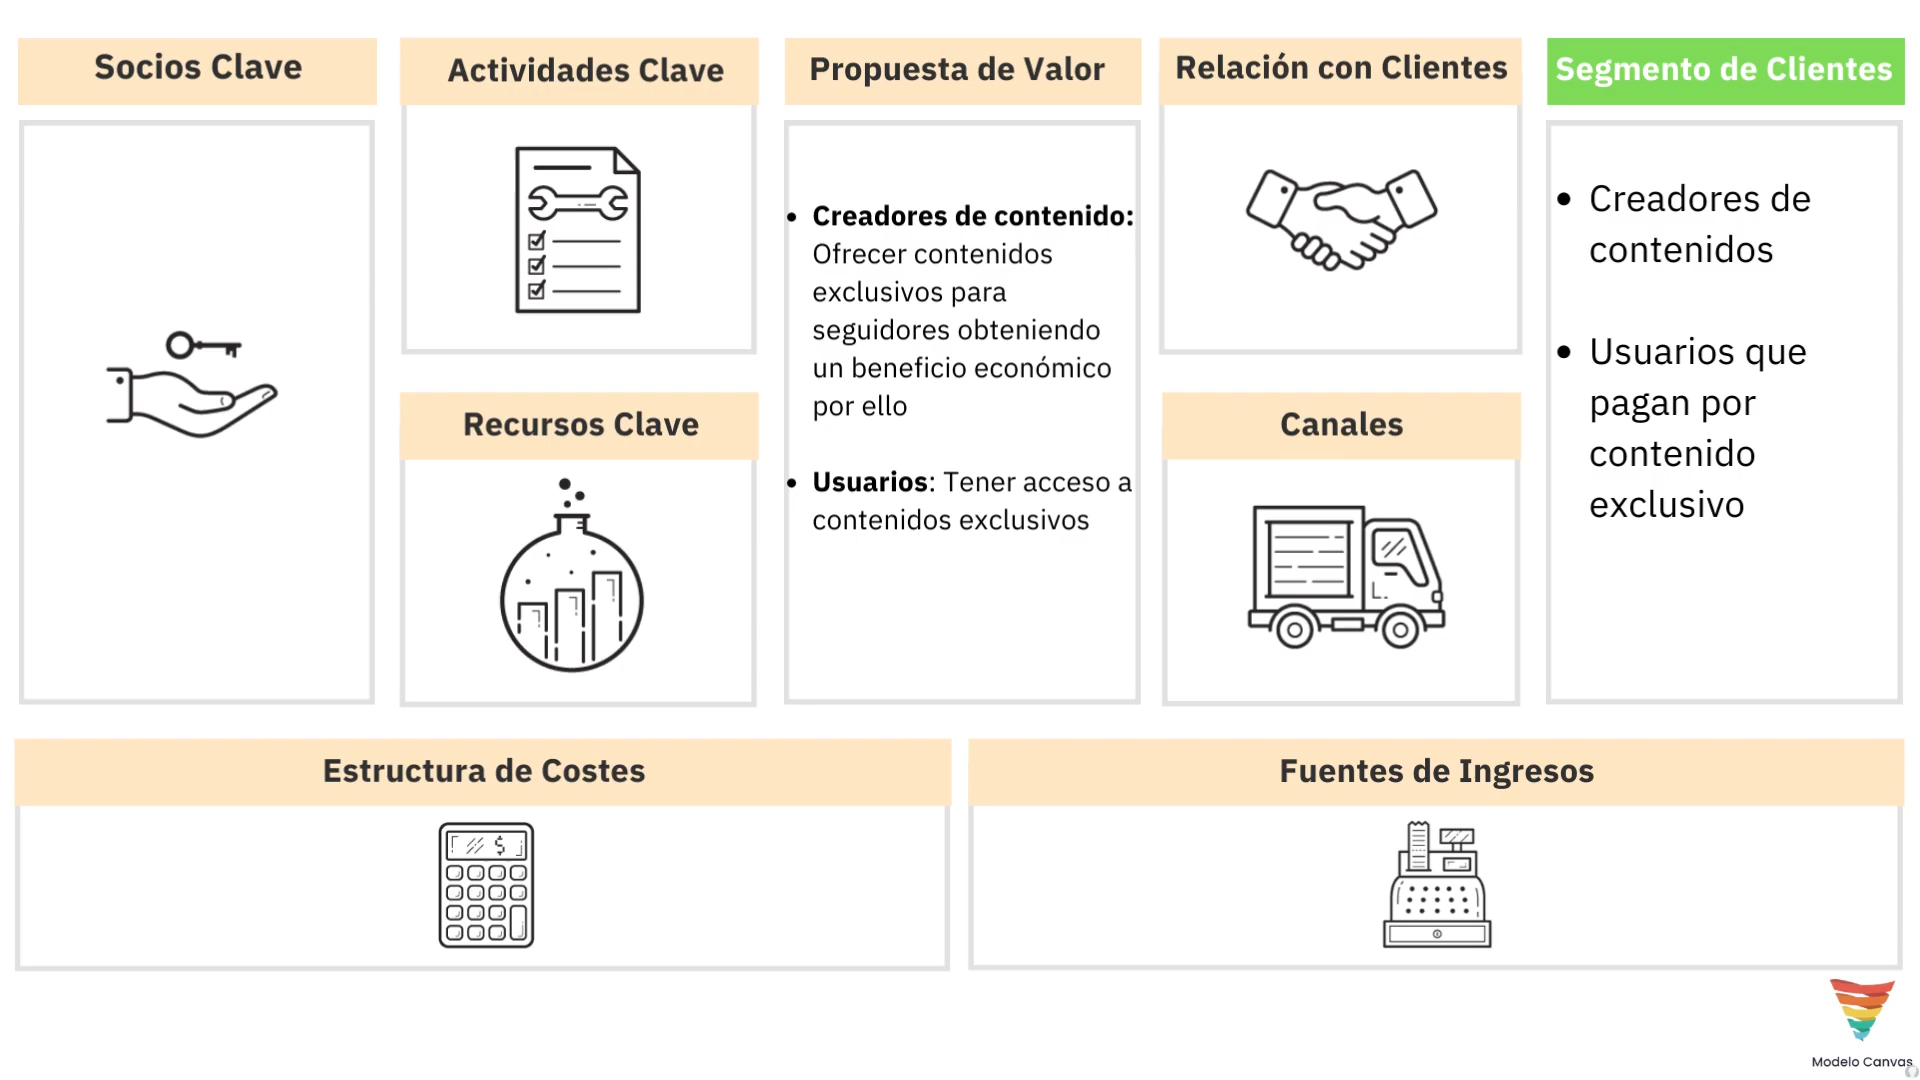 Socios Clave
Actividades Clave
Recursos Clave
Propuesta de Valor
• Creadores de contenido:
Ofrecer contenidos
exclusivos para
seguidores obteniendo
un beneficio económico
por ello
• Usuarios: Tener acceso a
contenidos exclusivos
Relación con Clientes
Canales
Segmento de Clientes
• Creadores de
contenidos
• Usuarios que
pagan por
contenido
exclusivo
Estructura de Costes
$
Fuentes de Ingresos
Modelo Canvas